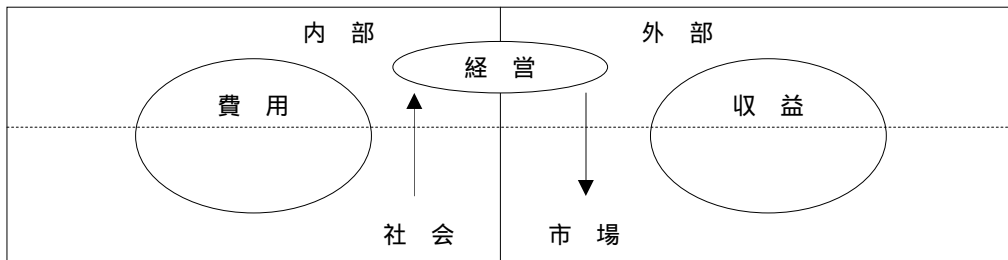 内 部
外 部
経 営
費 用
収 益
社 会
市 場